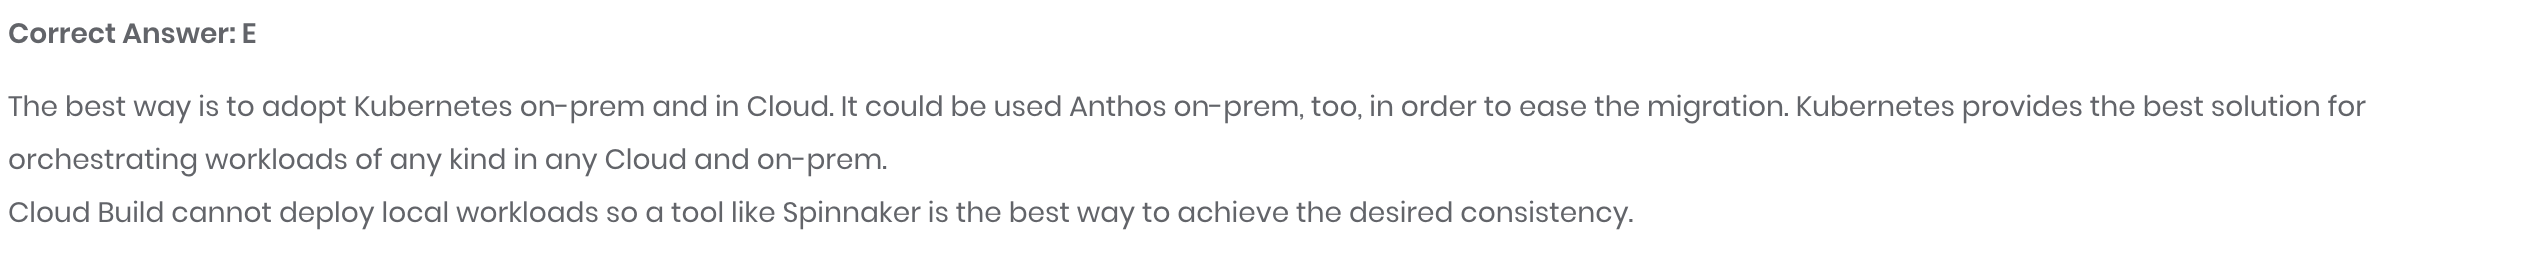 Correct Answer: E
The best way is to adopt Kubernetes on-prem and in Cloud. It could be used Anthos on-prem, too, in order to ease the migration. Kubernetes provides the best solution for
orchestrating workloads of any kind in any Cloud and on-prem.
Cloud Build cannot deploy local workloads so a tool like Spinnaker is the best way to achieve the desired consistency.